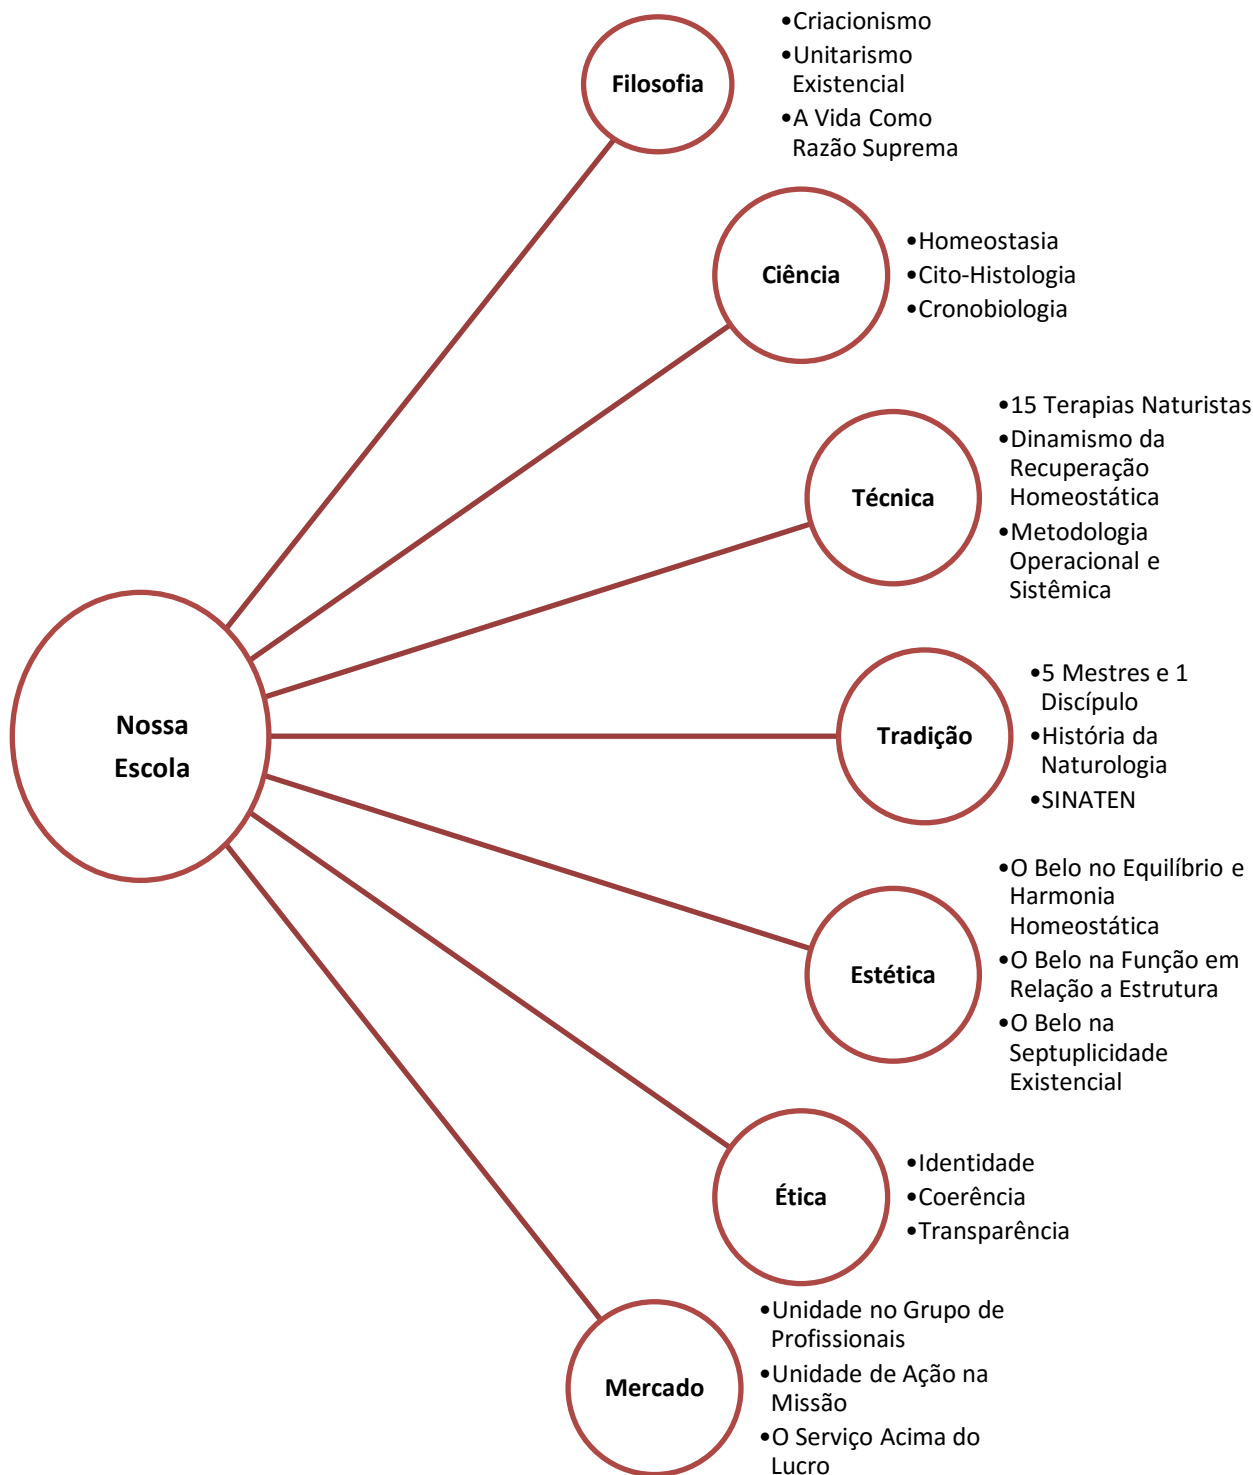 Nossa
Escola
Filosofia
•Criacionismo
•Unitarismo
Existencial
•A Vida Como
Razão Suprema
Ciência
•Homeostasia
•Cito-Histologia
•Cronobiologia
Técnica
•15 Terapias Naturistas
•Dinamismo da
Recuperação
Homeostática
•Metodologia
Operacional e
Sistêmica
Tradição
•5 Mestres e 1
Discípulo
•História da
Naturologia
•SINATEN
Estética
•O Belo no Equilíbrio e
Harmonia
Homeostática
•O Belo na Função em
Relação a Estrutura
•O Belo na
Septuplicidade
Existencial
Ética
•Identidade
•Coerência
•Transparência
Mercado
•Unidade no Grupo de
Profissionais
•Unidade de Ação na
Missão
•O Serviço Acima do
Lucro